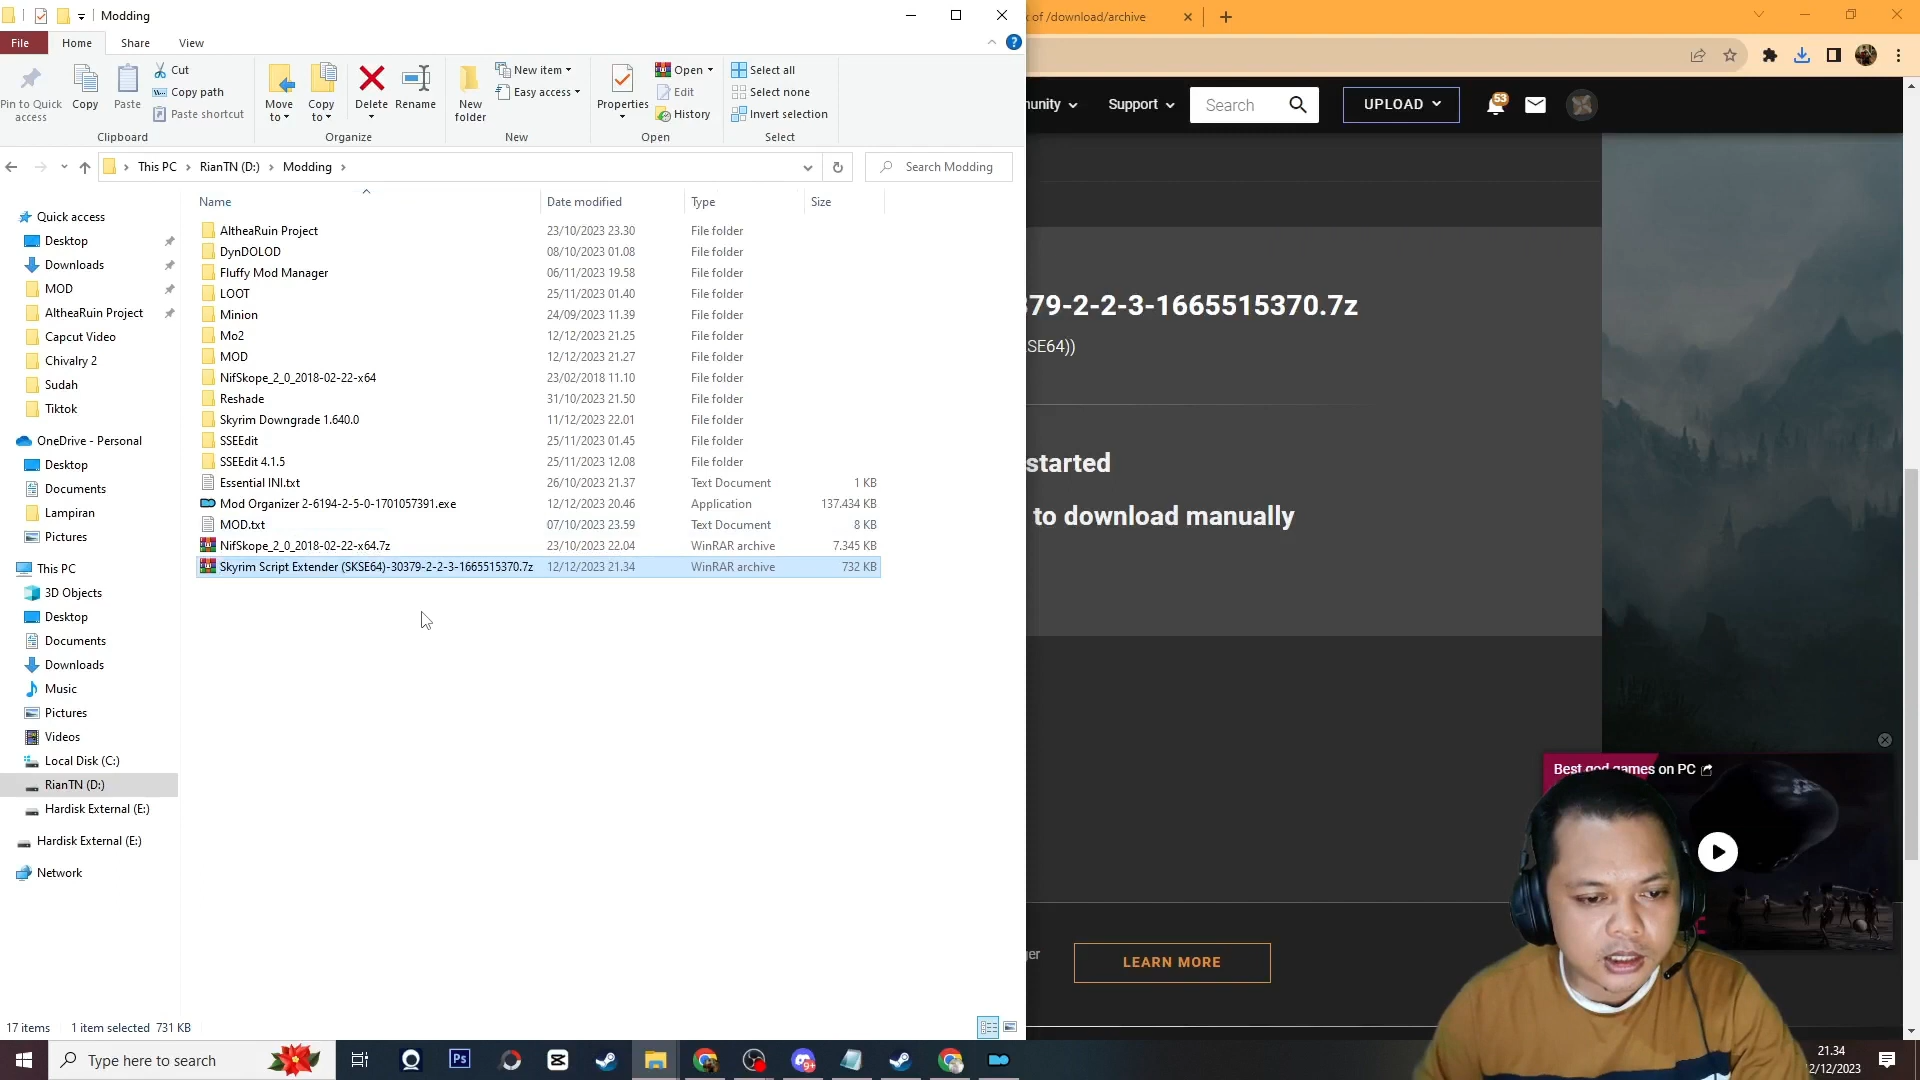 Modding
File
Home
Share
View
Pin to Quick access
Copy
Paste
Cut
Copy path
Paste shortcut
Clipboard
Move to
Copy to
Delete
Rename
Organize
New folder
New item
Easy access
New
Properties
Open
Edit
History
Open
Select all
Select none
Invert selection
Select
This PC
RianTN (D:)
Modding
Search Modding
Name
Date modified
Type
Size
AltheaRuin Project 23/10/2023 23.30 File folder
DynDOLOD 08/10/2023 01.08 File folder
Fluffy Mod Manager 06/11/2023 19.58 File folder
LOOT 25/11/2023 01.40 File folder
Minion 24/09/2023 11.39 File folder
Mo2 12/12/2023 21.25 File folder
MOD 12/12/2023 21.27 File folder
NifSkope_2_0_2018-02-22-x64 23/02/2018 11.10 File folder
Reshade 31/10/2023 21.50 File folder
Skyrim Downgrade 1.640.0 11/12/2023 22.01 File folder
SSEEdit 25/11/2023 01.45 File folder
SSEEdit 4.1.5 25/11/2023 12.08 File folder
Essential INI.txt 26/10/2023 21.37 Text Document 1 KB
Mod Organizer 2-6194-2-5-0-1701057391.exe 12/12/2023 20.46 Application 137.434 KB
MOD.txt 07/10/2023 23.59 Text Document 8 KB
NifSkope_2_0_2018-02-22-x64.7z 23/10/2023 22.04 WinRAR archive 7.345 KB
Skyrim Script Extender (SKSE64)-30379-2-2-3-1665515370.7z 12/12/2023 21.34 WinRAR archive 732 KB
Quick access
Desktop
Downloads
MOD
AltheaRuin Project
Capcut Video
Chivalry 2
Sudah
Tiktok
OneDrive - Personal
Desktop
Documents
Lampiran
Pictures
This PC
3D Objects
Desktop
Documents
Downloads
Music
Pictures
Videos
Local Disk (C:)
RianTN (D:)
Hardisk External (E:)
Hardisk External (E:)
Network
17 items 1 item selected 731 KB
of /download/archive
unity
Support
Search
UPLOAD
53
379-2-2-3-1665515370.7z
SE64))
started
to download manually
Best god games on PC
ger
LEARN MORE
Type here to search
Ps
9+
21.34
2/12/2023